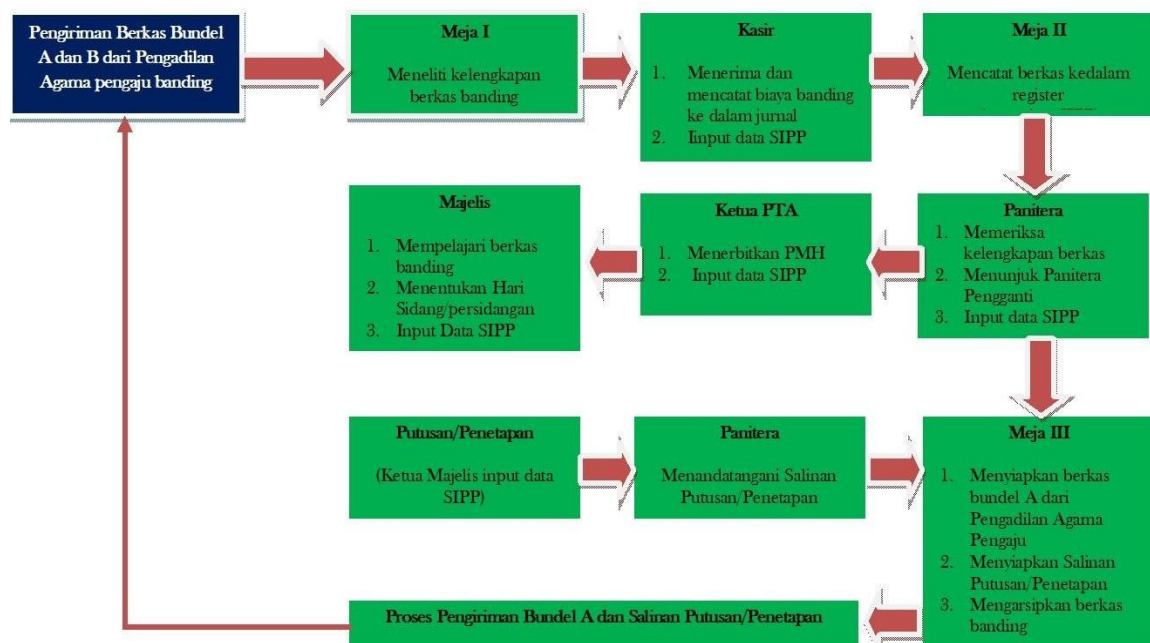 Pengiriman Berkas Bundel
A dan B dari Pengadilan
Agama pengaju banding
Meja I
Meneliti kelengkapan
berkas banding
Kasir
1. Menerima dan
mencatat biaya banding
ke dalam jurnal
2. Iinput data SIPP
Meja II
Mencatat berkas kedalam
register
Majelis
1. Mempelajari berkas
banding
2. Menentukan Hari
Sidang/persidangan
3. Input Data SIPP
Ketua PTA
1. Menerbitkan PMH
2. Input data SIPP
Panitera
1. Memeriksa
kelengkapan berkas
2. Menunjuk Panitera
Pengganti
3. Input data SIPP
Putusan/Penetapan
(Ketua Majelis input data
SIPP)
Panitera
Menandatangani Salinan
Putusan/Penetapan
Meja III
1. Menyiapkan berkas
bundel A dari
Pengadilan Agama
Pengaju
2. Menyiapkan Salinan
Putusan/Penetapan
3. Mengarsipkan berkas
banding
Proses Pengiriman Bundel A dan Salinan Putusan/Penetapan